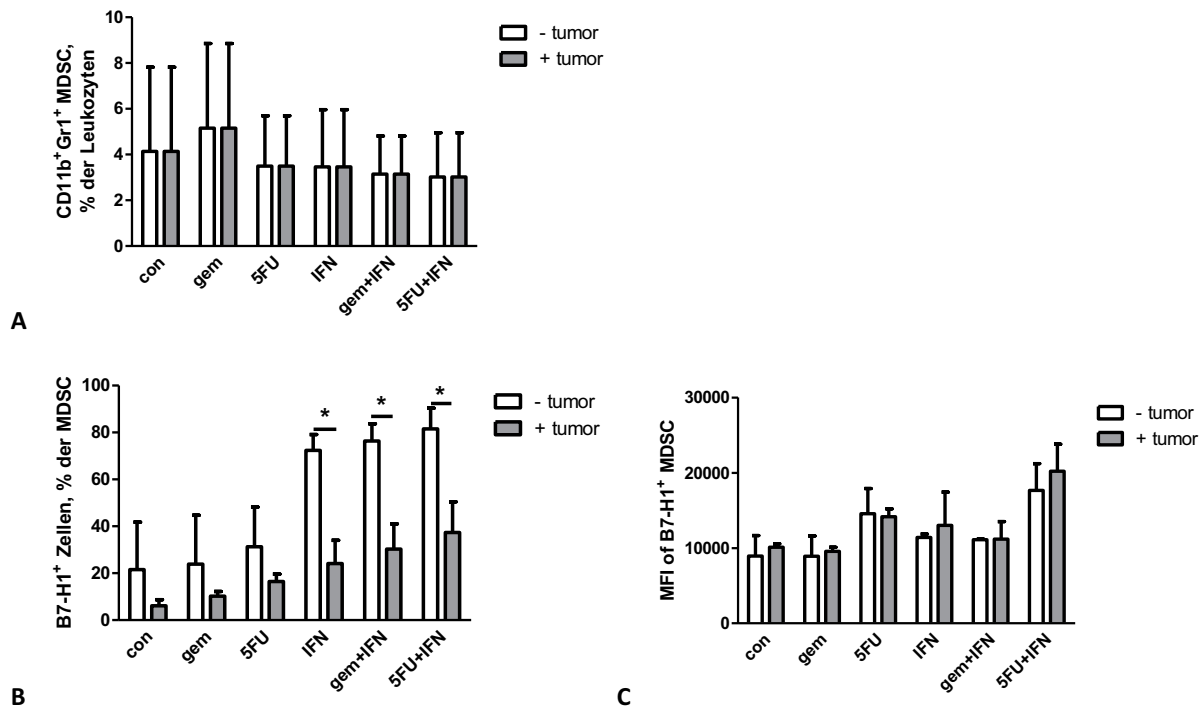 10
8
6
4
2
0
CD11b⁺Gr1⁺ MDSC,
% der Leukozyten
- tumor
+ tumor
con
gem
5FU
IFN
gem+IFN
5FU+IFN
A
100
80
60
40
20
0
B7-H1⁺ Zellen, % der MDSC
* * *
- tumor
+ tumor
con
gem
5FU
IFN
gem+IFN
5FU+IFN
B
30000
20000
10000
0
MFI of B7-H1⁺ MDSC
- tumor
+ tumor
con
gem
5FU
IFN
gem+IFN
5FU+IFN
C